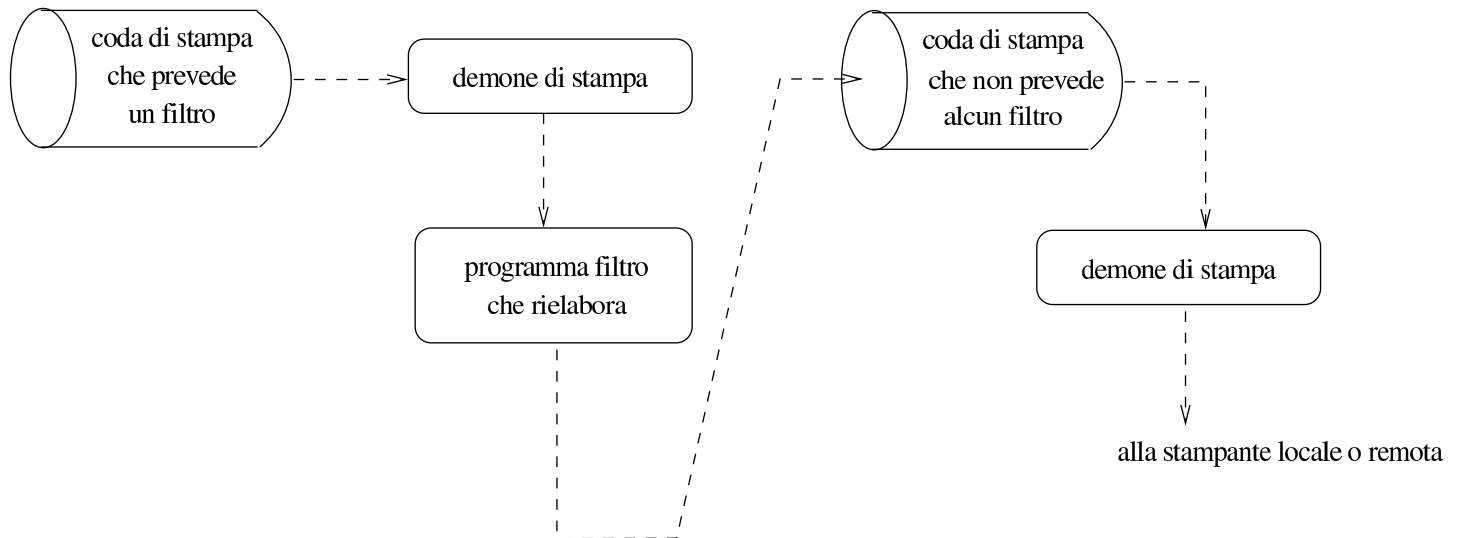 coda di stampa
che prevede
un filtro
demone di stampa
programma filtro
che rielabora
coda di stampa
che non prevede
alcun filtro
demone di stampa
alla stampante locale o remota